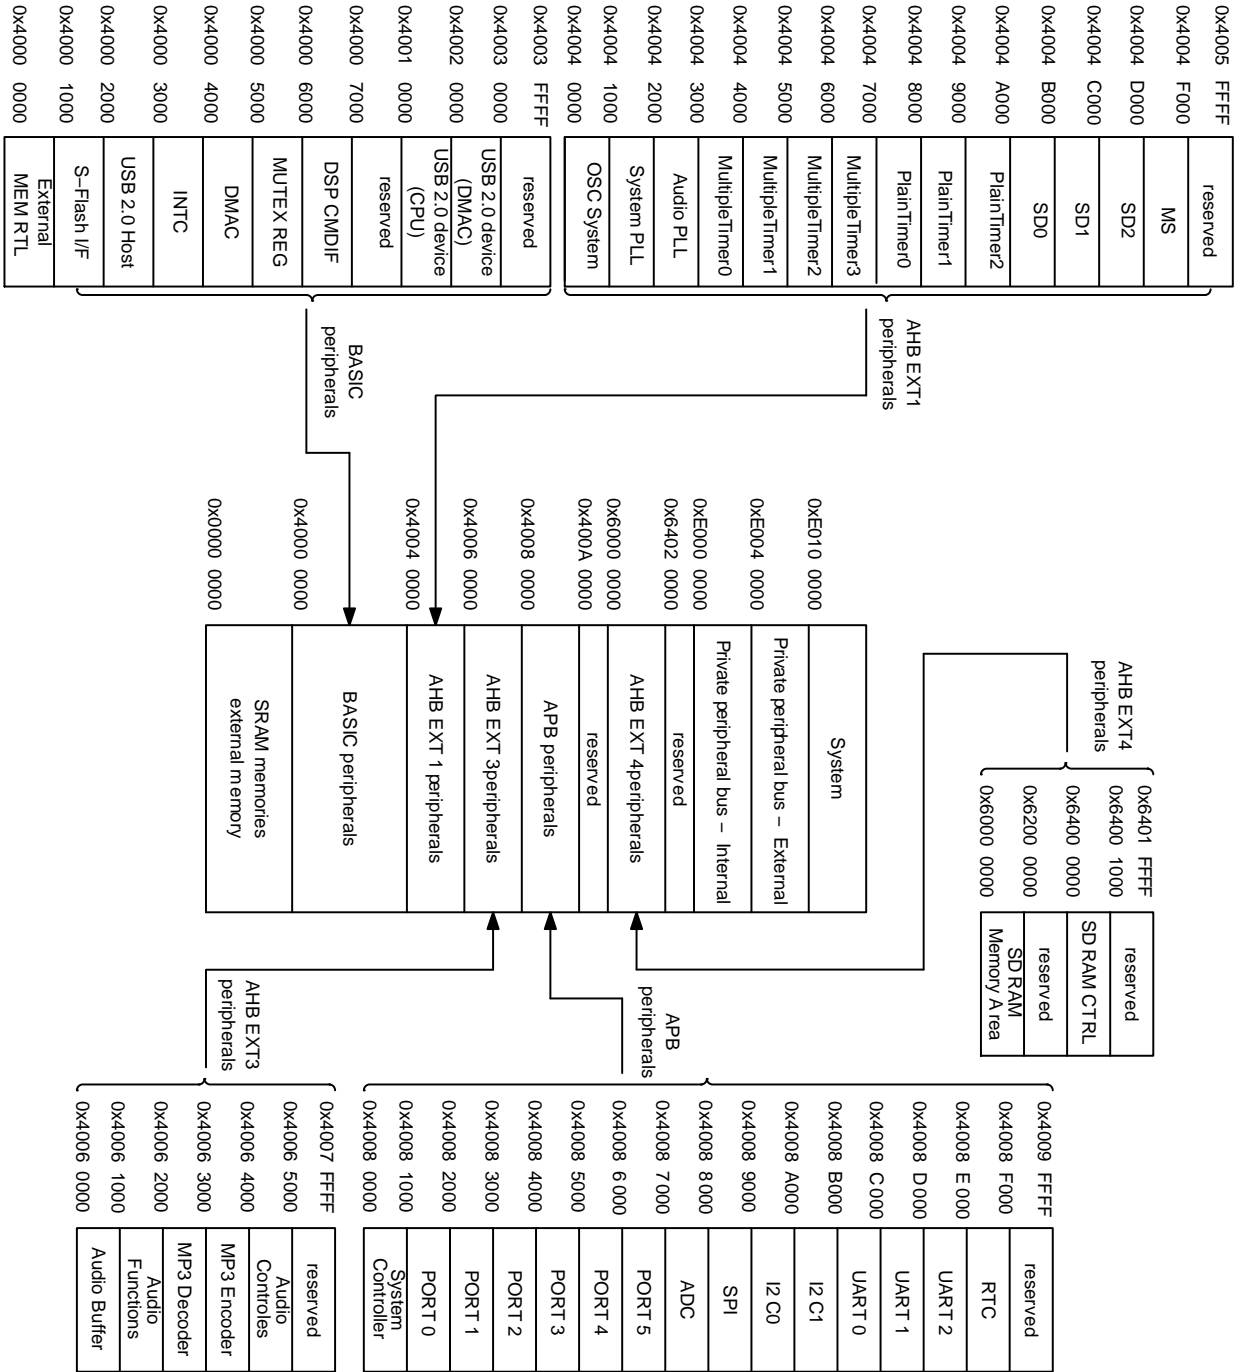 0x4005 FFFF
reserved
0x4004 F000
MS
0x4004 D000
SD2
0x4004 C000
SD1
0x4004 B000
SD0
0x4004 A000
PlainTimer2
0x4004 9000
PlainTimer1
0x4004 8000
PlainTimer0
0x4004 7000
MultipleTimer3
0x4004 6000
MultipleTimer2
0x4004 5000
MultipleTimer1
0x4004 4000
MultipleTimer0
0x4004 3000
Audio PLL
0x4004 2000
System PLL
0x4004 1000
OSC System
0x4004 0000
AHB EXT1
peripherals
0x4003 FFFF
reserved
0x4003 0000
USB 2.0 device
(DMAC)
0x4002 0000
USB 2.0 device
(CPU)
0x4001 0000
reserved
0x4000 7000
DSP CMDIF
0x4000 6000
MUTEX REG
0x4000 5000
DMAC
0x4000 4000
INTC
0x4000 3000
USB 2.0 Host
0x4000 2000
S–Flash I/F
0x4000 1000
External
MEM RTL
0x4000 0000
BASIC
peripherals
System
0xE010 0000
Private peripheral bus – External
0xE004 0000
Private peripheral bus – Internal
0xE000 0000
reserved
0x6402 0000
AHB EXT 4peripherals
0x6000 0000
reserved
0x400A 0000
APB peripherals
0x4008 0000
AHB EXT 3peripherals
0x4006 0000
AHB EXT 1 peripherals
0x4004 0000
BASIC peripherals
0x4000 0000
SRAM memories
external memory
0x0000 0000
AHB EXT4
peripherals
0x6401 FFFF
reserved
0x6400 1000
SD RAM CTRL
0x6400 0000
reserved
0x6200 0000
SD RAM
Memory A rea
0x6000 0000
APB
peripherals
0x4009 FFFF
reserved
0x4008 F000
RTC
0x4008 E 000
UART 2
0x4008 D 000
UART 1
0x4008 C 000
UART 0
0x4008 B000
I2 C1
0x4008 A000
I2 C0
0x4008 9000
SPI
0x4008 8 000
ADC
0x4008 7 000
PORT 5
0x4008 6 000
PORT 4
0x4008 5000
PORT 3
0x4008 4000
PORT 2
0x4008 3000
PORT 1
0x4008 2000
PORT 0
0x4008 1000
System
Controller
0x4008 0000
AHB EXT3
peripherals
0x4007 FFFF
reserved
0x4006 5000
Audio
Controles
0x4006 4000
MP3 Encoder
0x4006 3000
MP3 Decoder
0x4006 2000
Audio
Functions
0x4006 1000
Audio Buffer
0x4006 0000